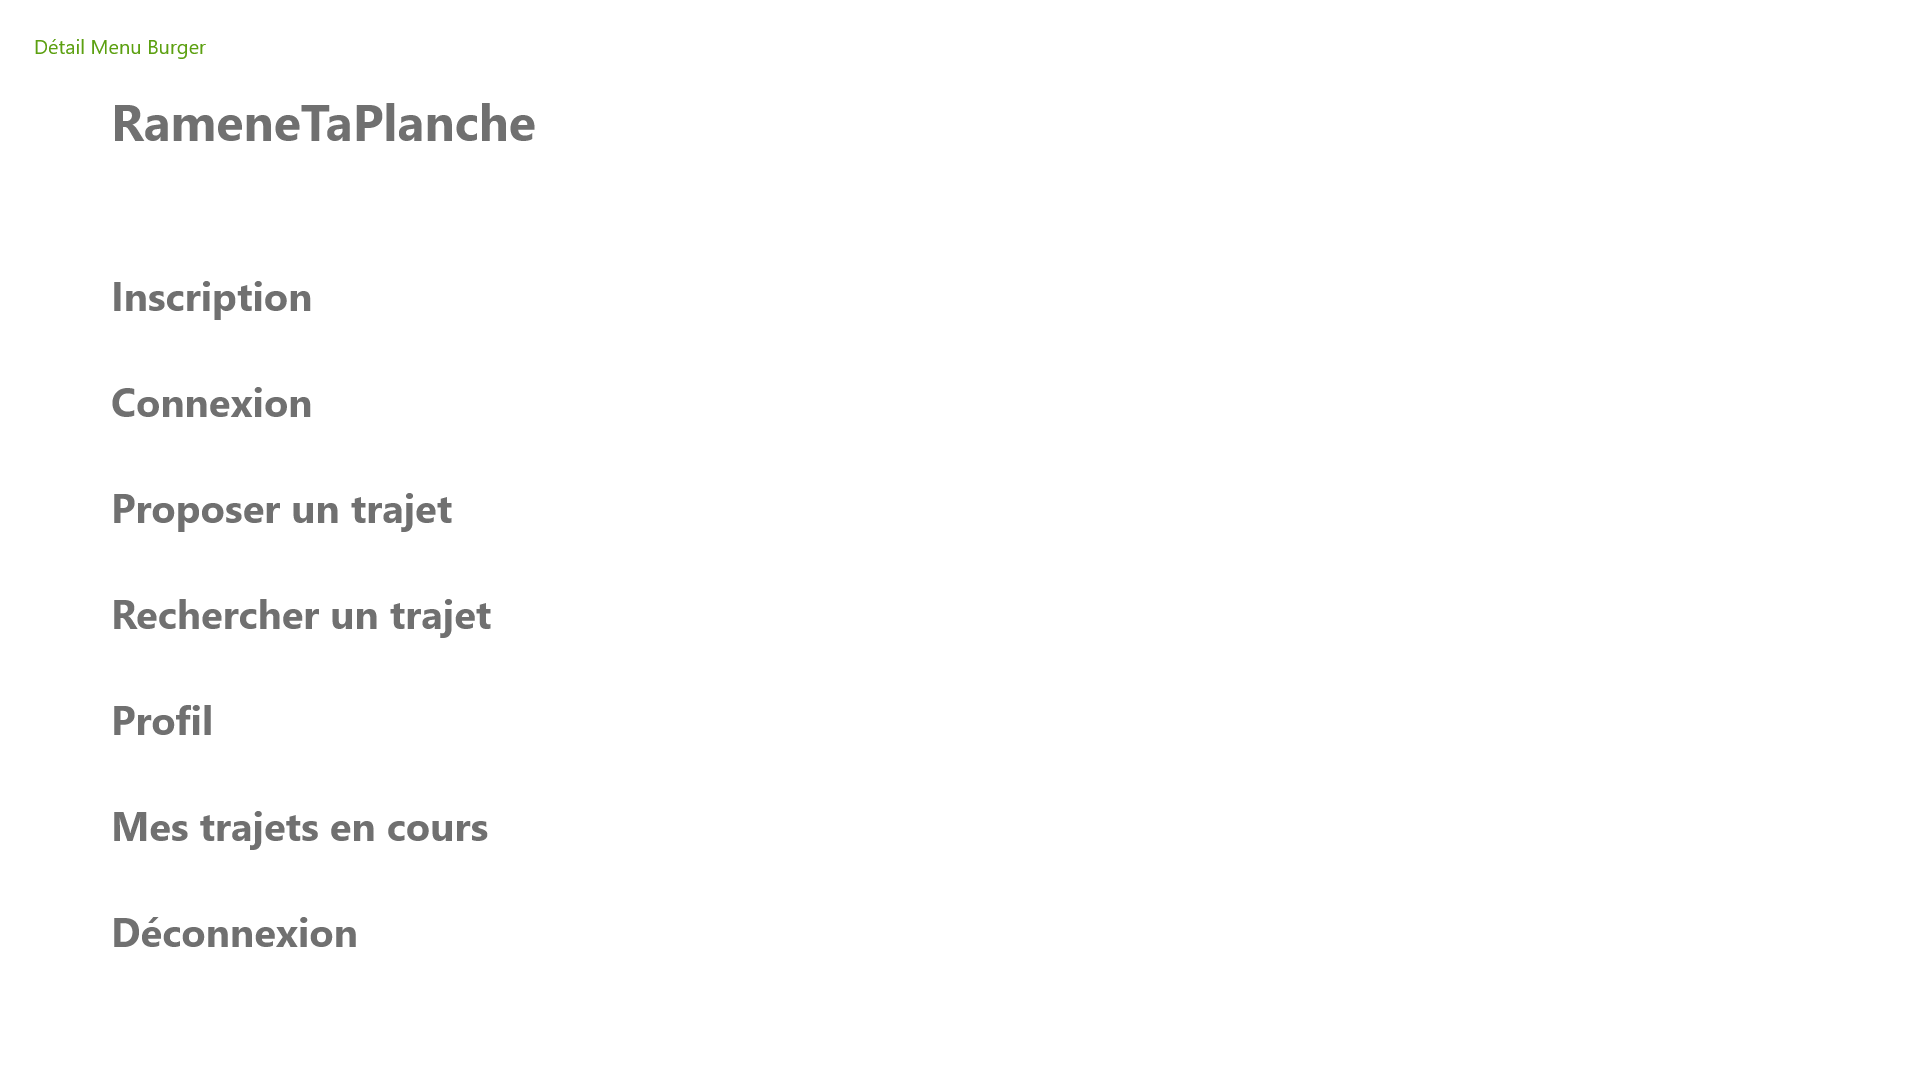 Détail Menu Burger
RameneTaPlanche
Inscription
Connexion
Proposer un trajet
Rechercher un trajet
Profil
Mes trajets en cours
Déconnexion